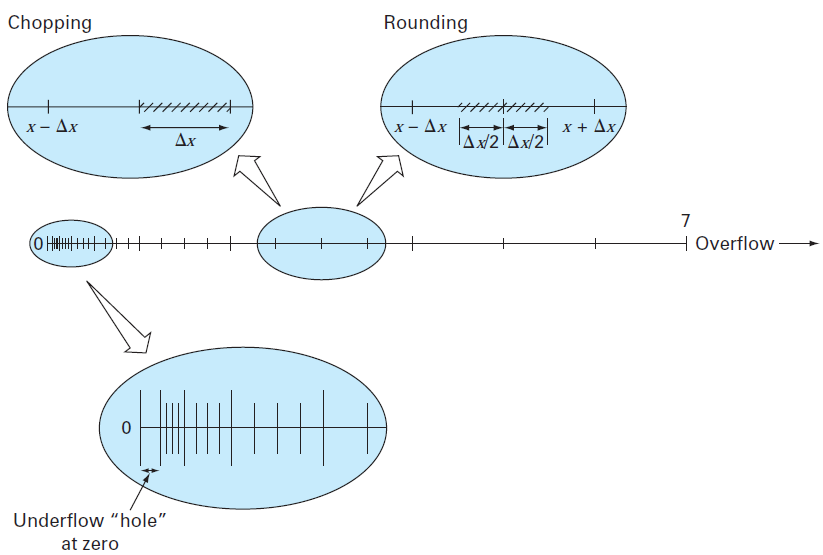 Chopping
Rounding
x – Δx
Δx
x – Δx
Δx/2
Δx/2
x + Δx
7
0
Overflow
0
Underflow “hole”
at zero